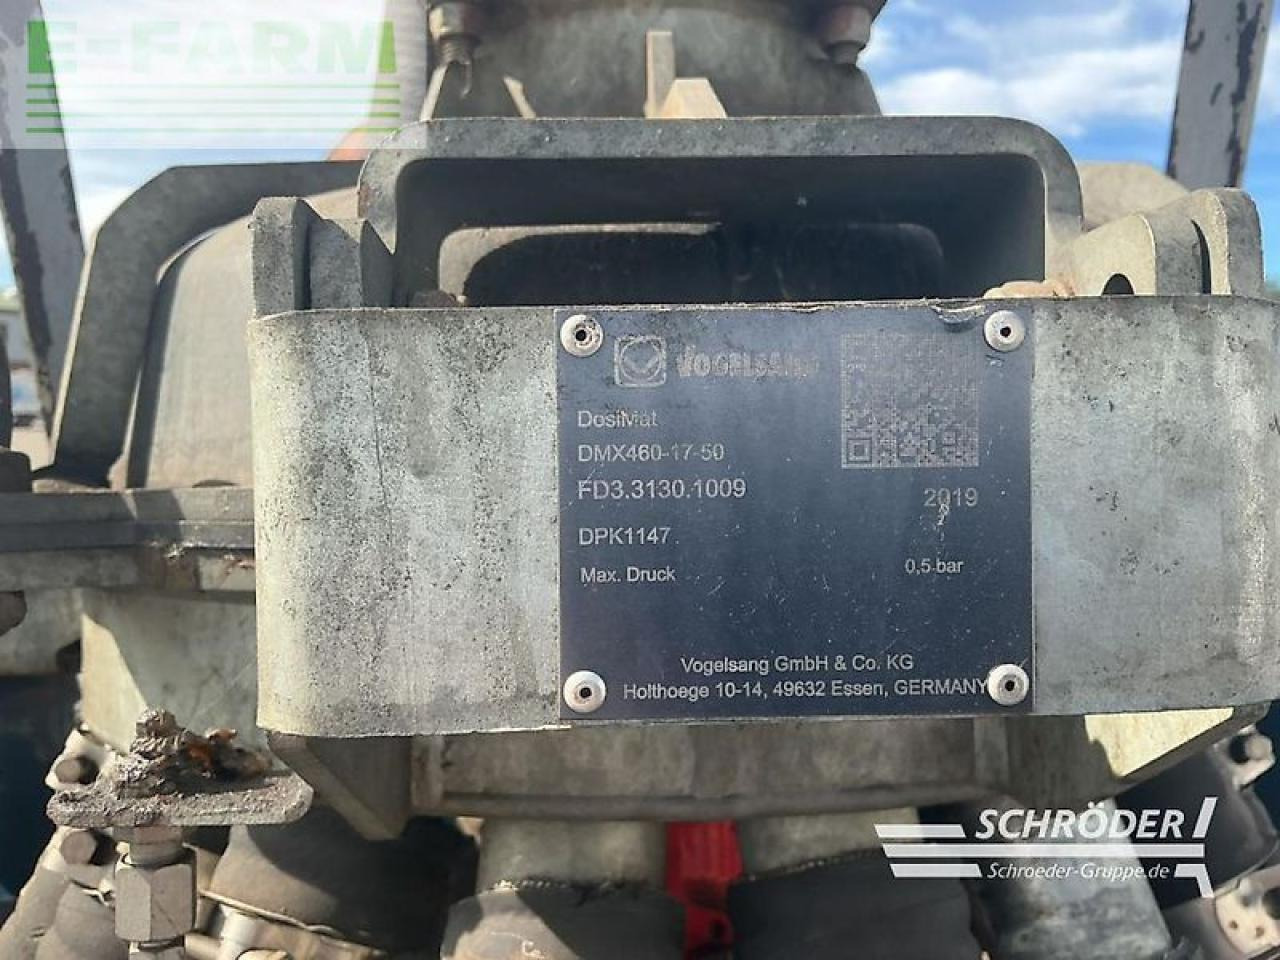 E-FARM
VOGELSANG
DosiMat
DMX460-17-50
FD3.3130.1009
2019
DPK1147
Max. Druck
0,5 bar
Vogelsang GmbH & Co. KG
Holthoege 10-14, 49632 Essen, GERMANY
SCHRÖDER
Schroeder-Gruppe.de